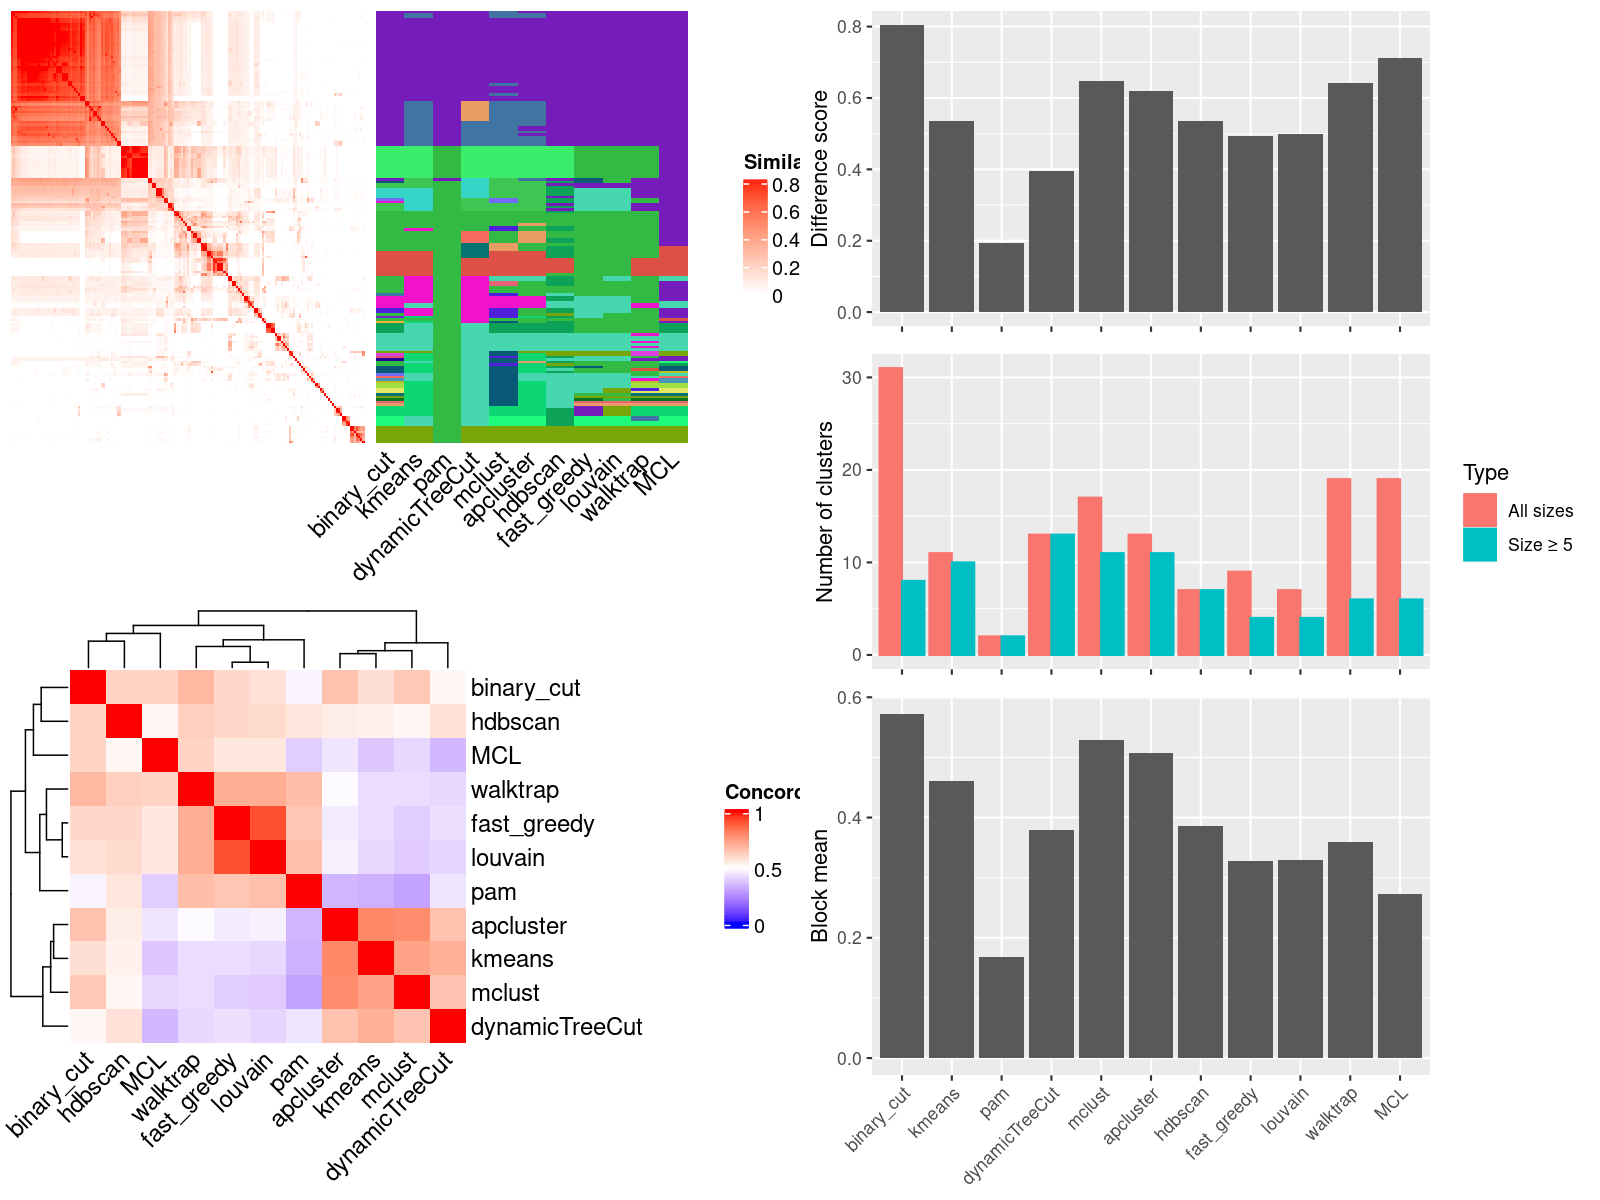 Simila
0.8
0.6
0.4
0.2
0
binary_cut
kmeans
pam
dynamicTreeCut
mclust
apcluster
hdbscan
fast_greedy
louvain
walktrap
MCL
binary_cut
hdbscan
MCL
walktrap
fast_greedy
louvain
pam
apcluster
kmeans
mclust
dynamicTreeCut
binary_cut
hdbscan
MCL
walktrap
fast_greedy
louvain
pam
apcluster
kmeans
mclust
dynamicTreeCut
Concord
1
0.5
0
Difference score
0.8
0.6
0.4
0.2
0.0
Number of clusters
30
20
10
0
Type
All sizes
Size ≥ 5
Block mean
0.6
0.4
0.2
0.0
binary_cut
kmeans
pam
dynamicTreeCut
mclust
apcluster
hdbscan
fast_greedy
louvain
walktrap
MCL